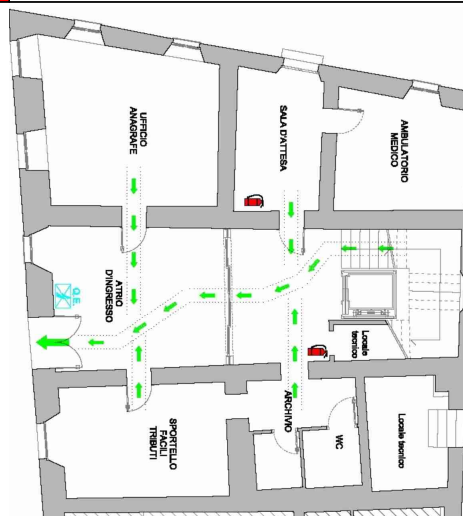 UFFICIO
ANAGRAFE
SALA D'ATTESA
AMBULATORIO
MEDICO
ATRIO
D'INGRESSO
Q.E.
Locale
tecnico
ARCHIVIO
WC
Locale tecnico
SPORTELLO
FACILI
TRIBUTI